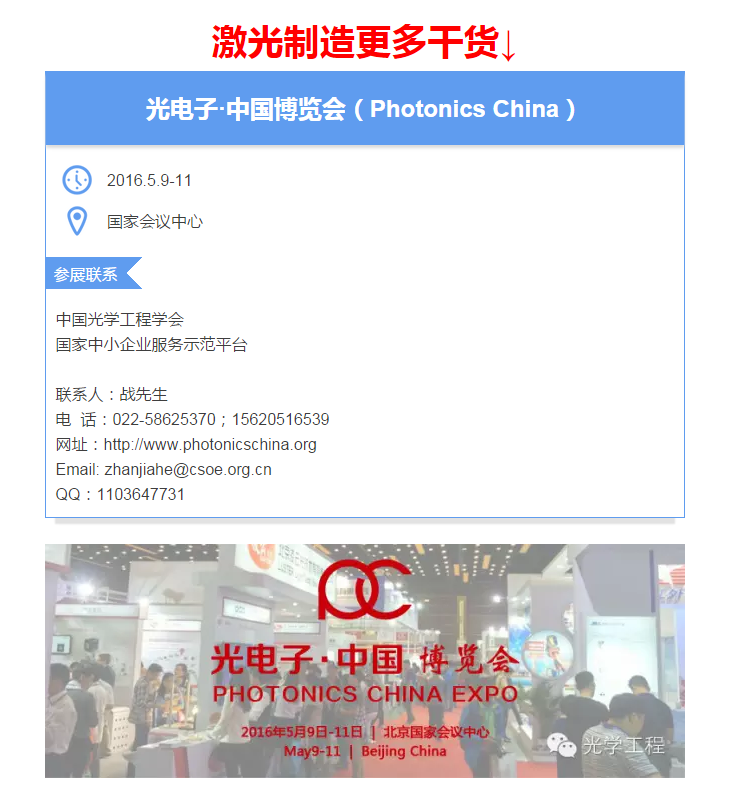 激光制造更多干货↓
光电子·中国博览会（Photonics China）
2016.5.9-11
国家会议中心
参展联系
中国光学工程学会
国家中小企业服务示范平台
联系人：战先生
电 话：022-58625370；15620516539
网址：http://www.photonicschina.org
Email: zhanjiahe@csoe.org.cn
QQ：1103647731
光电子·中国 博览会
PHOTONICS CHINA EXPO
2016年5月9日-11日 | 北京国家会议中心
May9-11 | Beijing China
光学工程